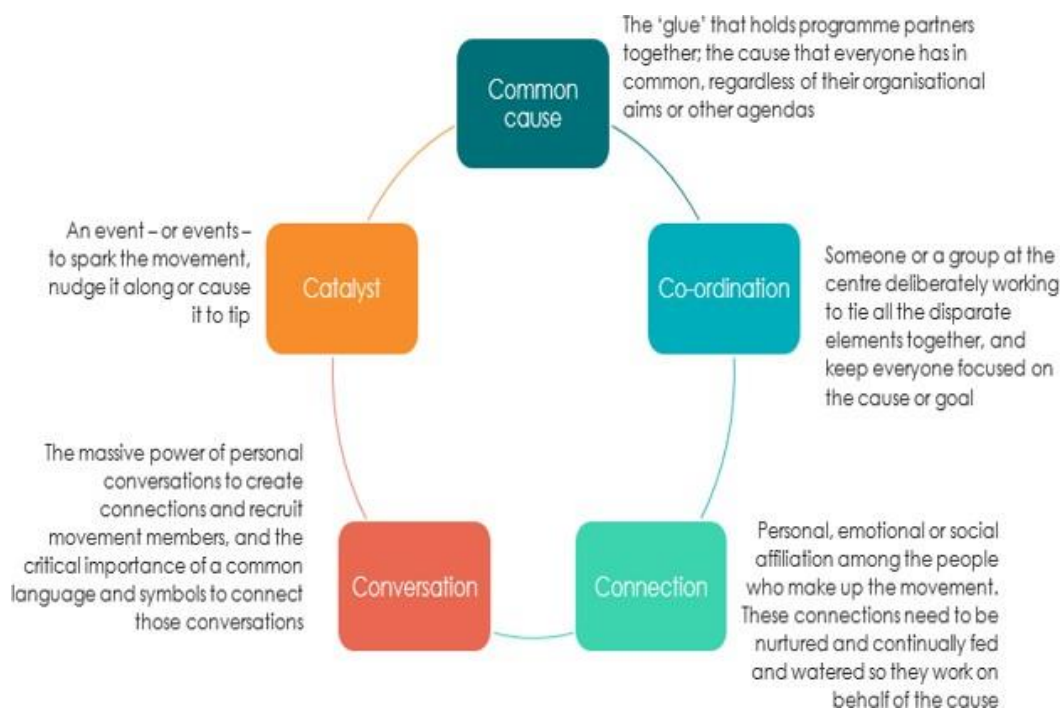 Common
cause
The ‘glue’ that holds programme partners
together; the cause that everyone has in
common, regardless of their organisational
aims or other agendas
Co-ordination
Someone or a group at the
centre deliberately working
to tie all the disparate
elements together, and
keep everyone focused on
the cause or goal
Connection
Personal, emotional or social
affiliation among the people
who make up the movement.
These connections need to be
nurtured and continually fed
and watered so they work on
behalf of the cause
Conversation
The massive power of personal
conversations to create
connections and recruit
movement members, and the
critical importance of a common
language and symbols to connect
those conversations
Catalyst
An event – or events –
to spark the movement,
nudge it along or cause
it to tip